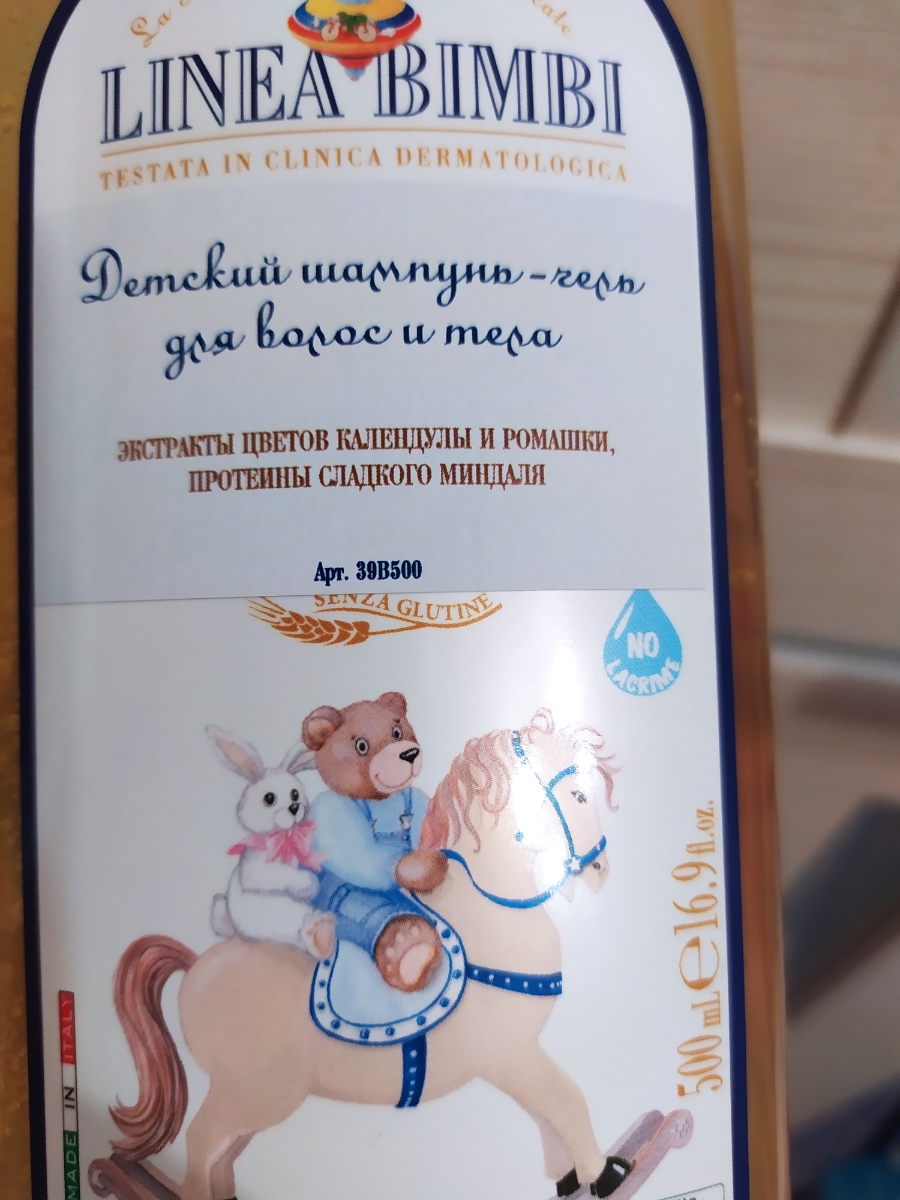 La
LINEA BIMBI
TESTATA IN CLINICA DERMATOLOGICA
Детский шампунь-гель
для волос и тела
ЭКСТРАКТЫ ЦВЕТОВ КАЛЕНДУЛЫ И РОМАШКИ,
ПРОТЕИНЫ СЛАДКОГО МИНДАЛЯ
Арт. 39B500
SENZA GLUTINE
NO
LACRIME
500 mL e 16.9 fl.oz.
MADE IN ITALY